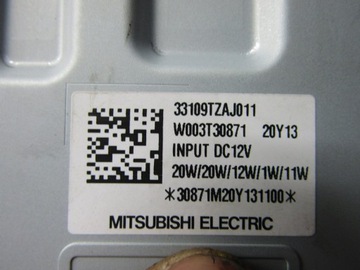 33109TZAJ011
W003T30871 20Y13
INPUT DC12V
20W/20W/12W/1W/11W
*30871M20Y131100*
MITSUBISHI ELECTRIC